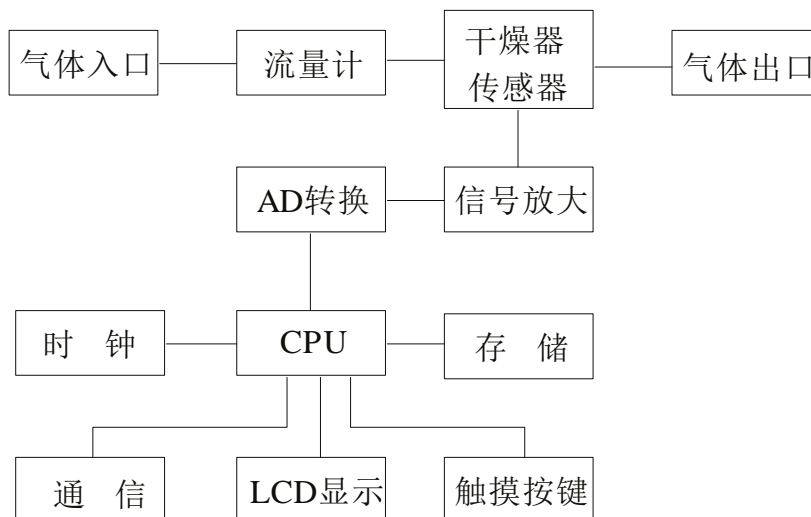 气体入口
流量计
干燥器
传感器
气体出口
AD转换
信号放大
时 钟
CPU
存 储
通 信
LCD显示
触摸按键